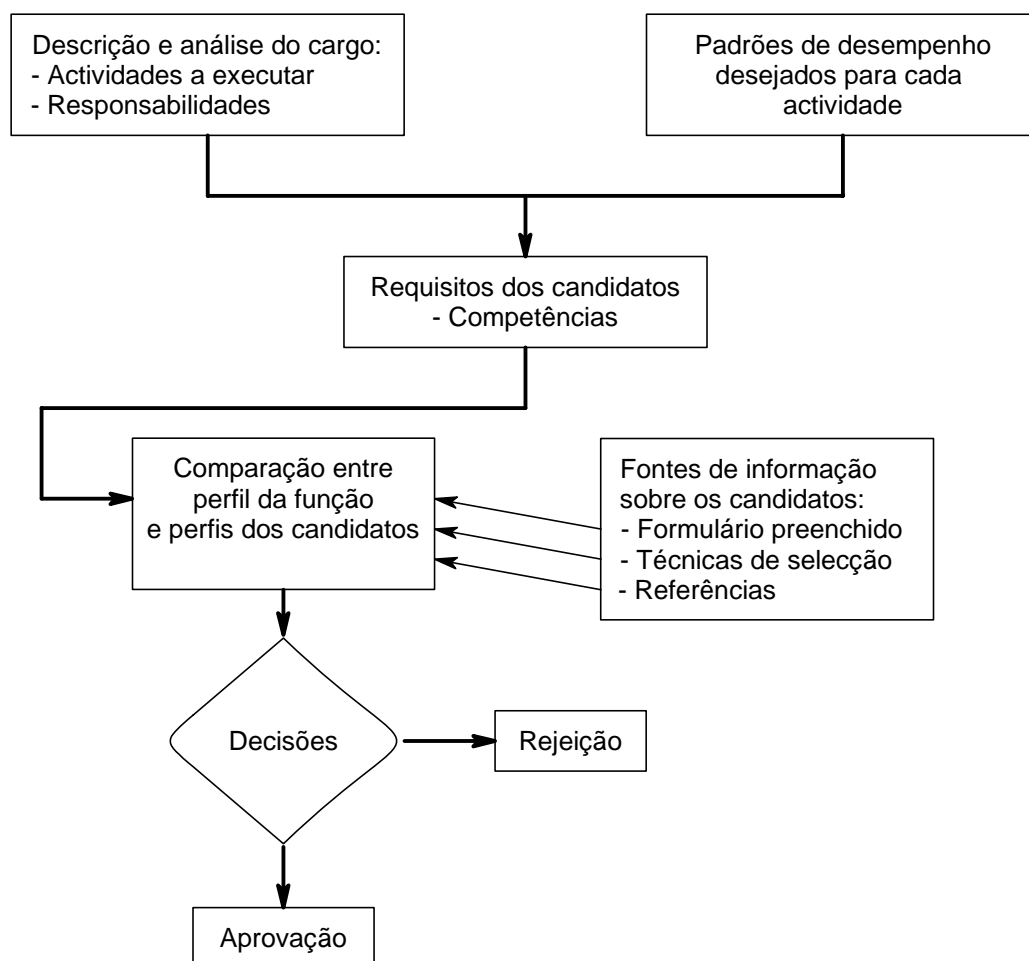 Descrição e análise do cargo:
- Actividades a executar
- Responsabilidades
Padrões de desempenho
desejados para cada
actividade
Requisitos dos candidatos
- Competências
Comparação entre
perfil da função
e perfis dos candidatos
Fontes de informação
sobre os candidatos:
- Formulário preenchido
- Técnicas de selecção
- Referências
Decisões
Rejeição
Aprovação